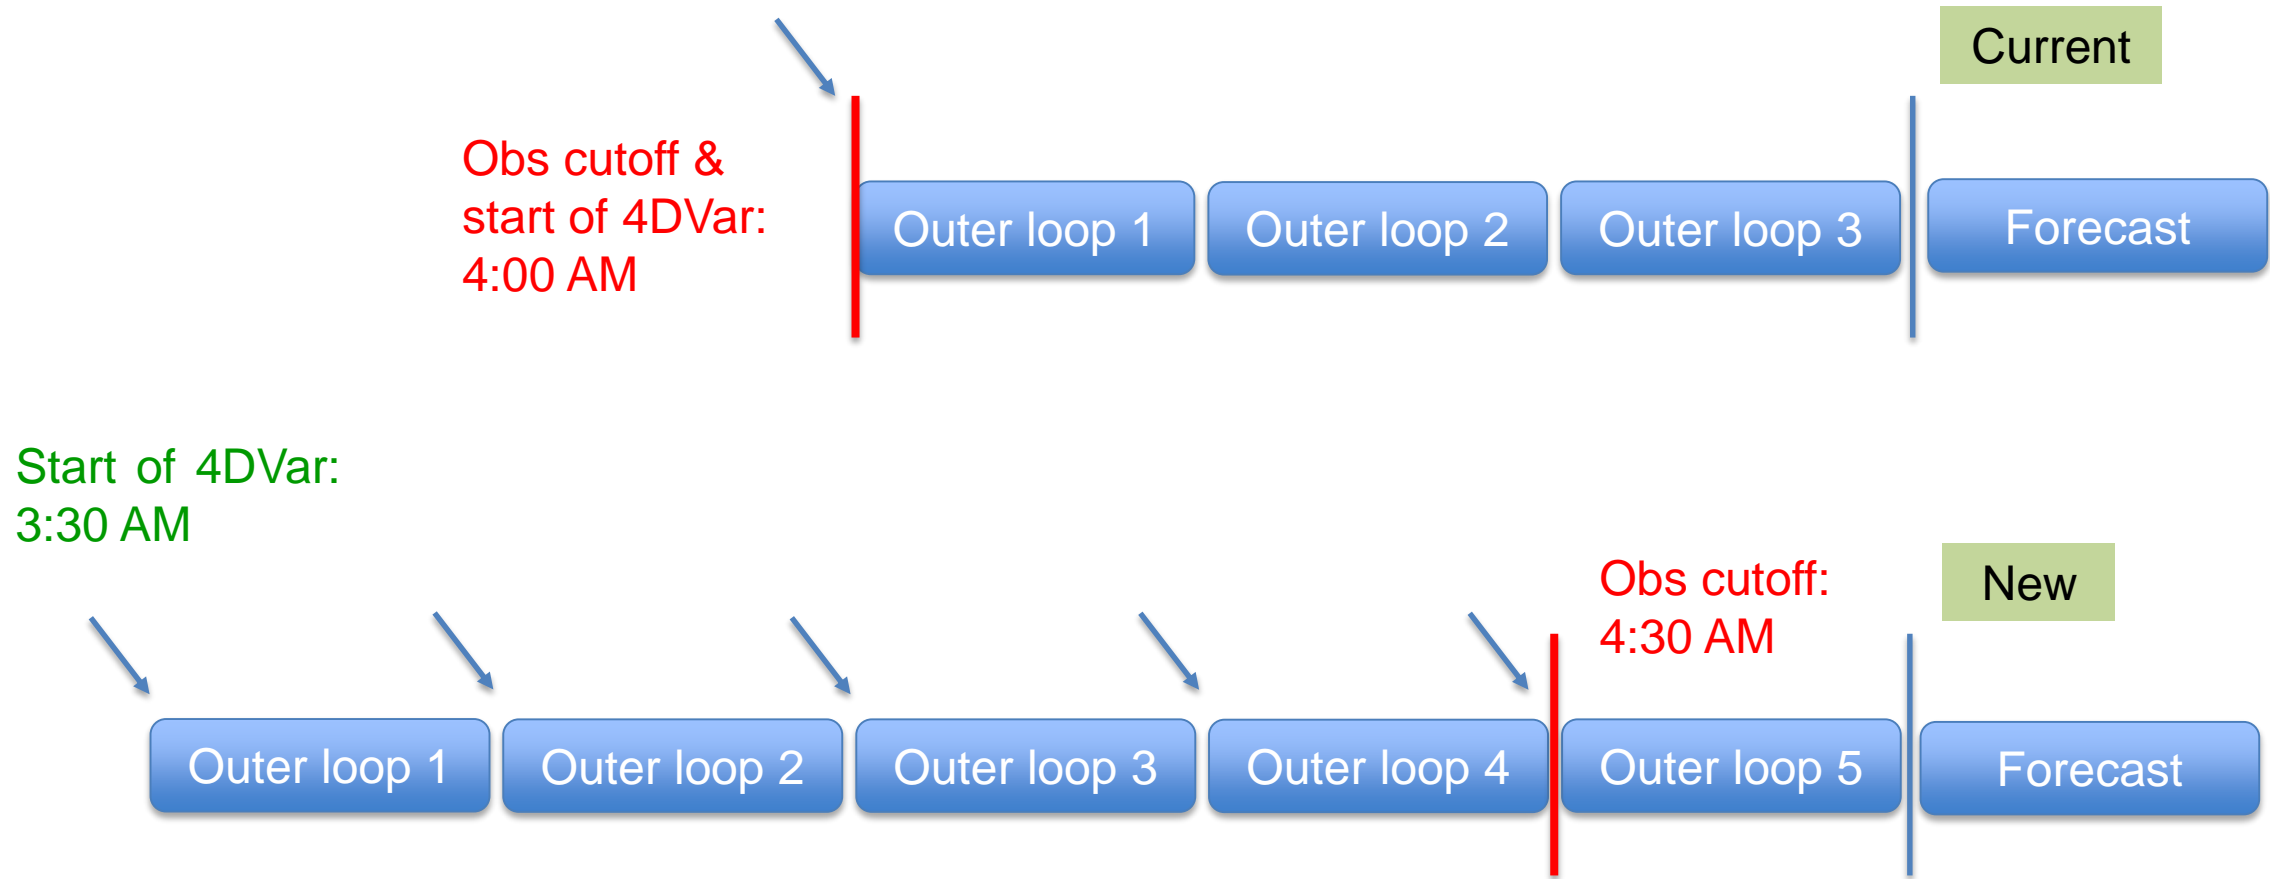 Current
Obs cutoff &
start of 4DVar:
4:00 AM
Outer loop 1
Outer loop 2
Outer loop 3
Forecast
Start of 4DVar:
3:30 AM
Obs cutoff:
4:30 AM
New
Outer loop 1
Outer loop 2
Outer loop 3
Outer loop 4
Outer loop 5
Forecast